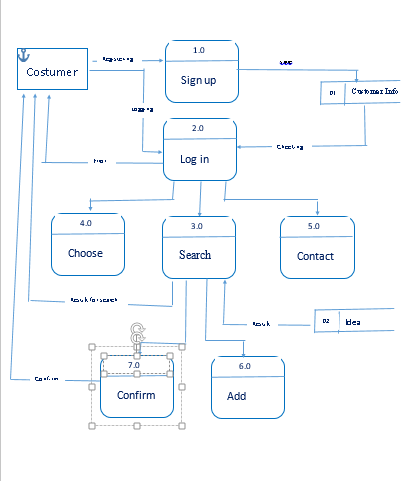 1.0
Costumer
Sign up
D1
Customer Info
2.0
Logging
Checking
Log in
4.0
3.0
5.0
Choose
Search
Contact
Result for search
Result
D2
Idea
7.0
6.0
Confirm
Confirm
Add